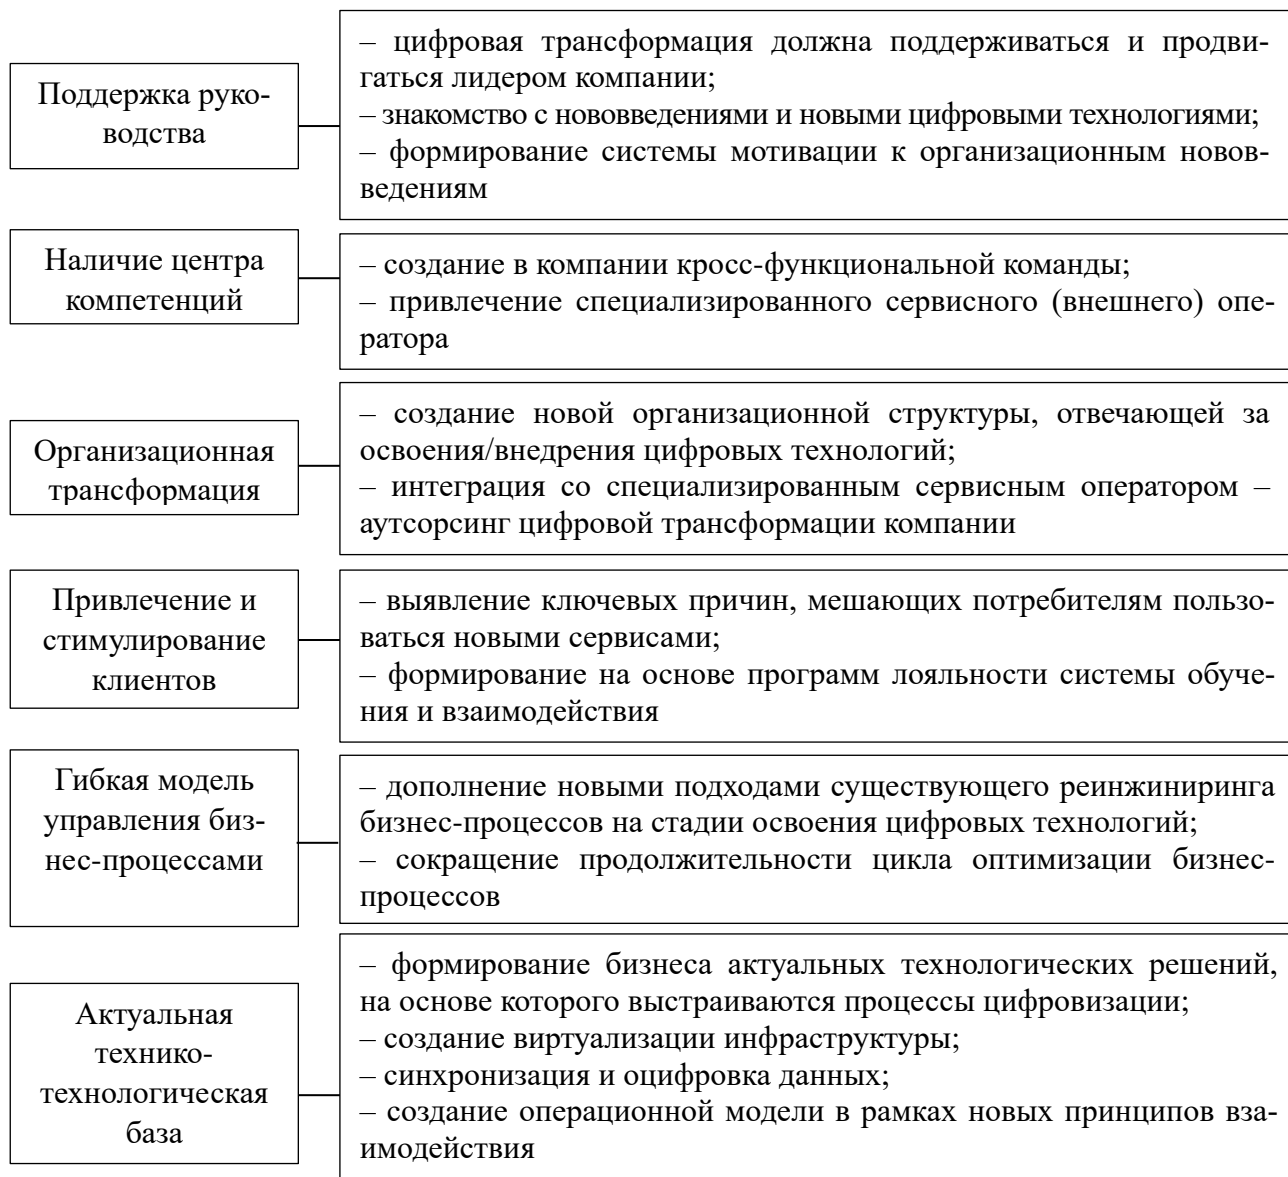 Поддержка руко-
водства
– цифровая трансформация должна поддерживаться и продви-
гаться лидером компании;
– знакомство с нововведениями и новыми цифровыми технологиями;
– формирование системы мотивации к организационным новов-
ведениям
Наличие центра
компетенций
– создание в компании кросс-функциональной команды;
– привлечение специализированного сервисного (внешнего) опе-
ратора
Организационная
трансформация
– создание новой организационной структуры, отвечающей за
освоения/внедрения цифровых технологий;
– интеграция со специализированным сервисным оператором –
аутсорсинг цифровой трансформации компании
Привлечение и
стимулирование
клиентов
– выявление ключевых причин, мешающих потребителям пользо-
ваться новыми сервисами;
– формирование на основе программ лояльности системы обуче-
ния и взаимодействия
Гибкая модель
управления биз-
нес-процессами
– дополнение новыми подходами существующего реинжиниринга
бизнес-процессов на стадии освоения цифровых технологий;
– сокращение продолжительности цикла оптимизации бизнес-
процессов
Актуальная
технико-
технологическая
база
– формирование бизнеса актуальных технологических решений,
на основе которого выстраиваются процессы цифровизации;
– создание виртуализации инфраструктуры;
– синхронизация и оцифровка данных;
– создание операционной модели в рамках новых принципов вза-
имодействия